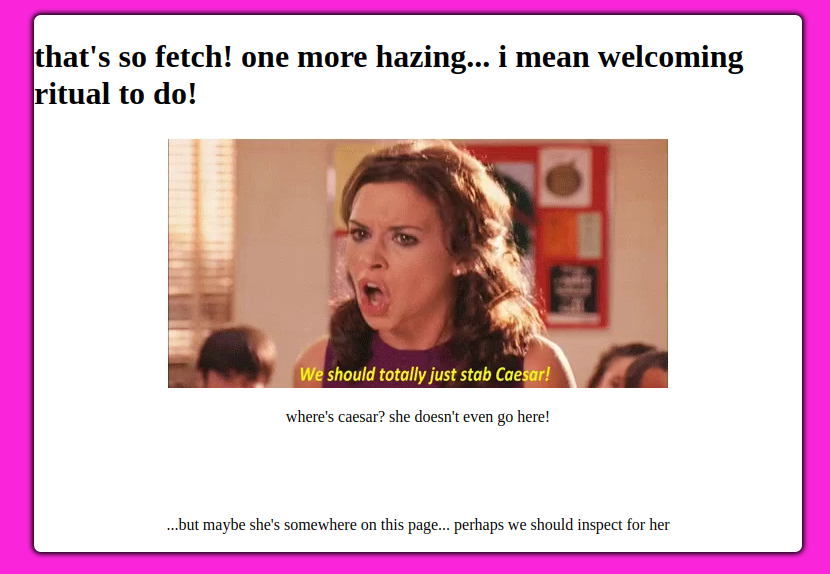 that's so fetch! one more hazing... i mean welcoming
ritual to do!
We should totally just stab Caesar!
where's caesar? she doesn't even go here!
...but maybe she's somewhere on this page... perhaps we should inspect for her